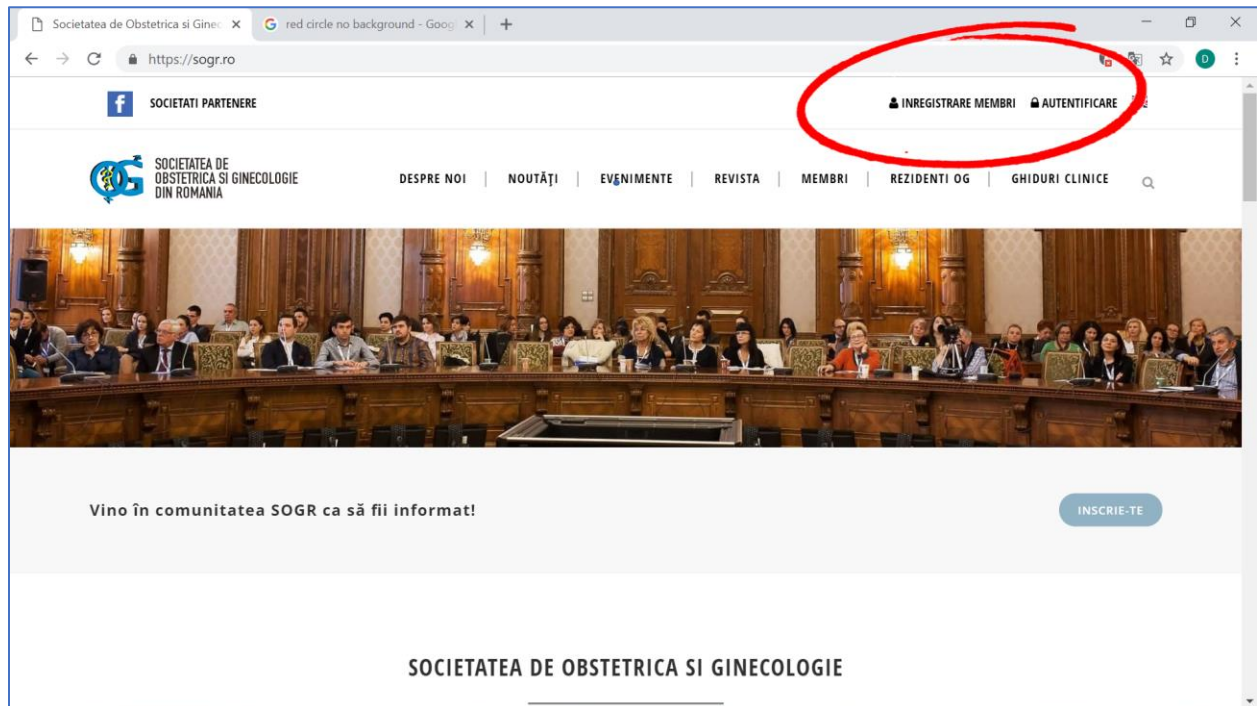 Societatea de Obstetrica si Ginec
red circle no background - Goog
https://sogr.ro
D
f SOCIETATI PARTENERE
INREGISTRARE MEMBRI AUTENTIFICARE
OG
SOCIETATEA DE
OBSTETRICA SI GINECOLOGIE
DIN ROMANIA
DESPRE NOI | NOUTĂŢI | EVENIMENTE | REVISTA | MEMBRI | REZIDENTI OG | GHIDURI CLINICE
Vino în comunitatea SOGR ca să fii informat!
INSCRIE-TE
SOCIETATEA DE OBSTETRICA SI GINECOLOGIE